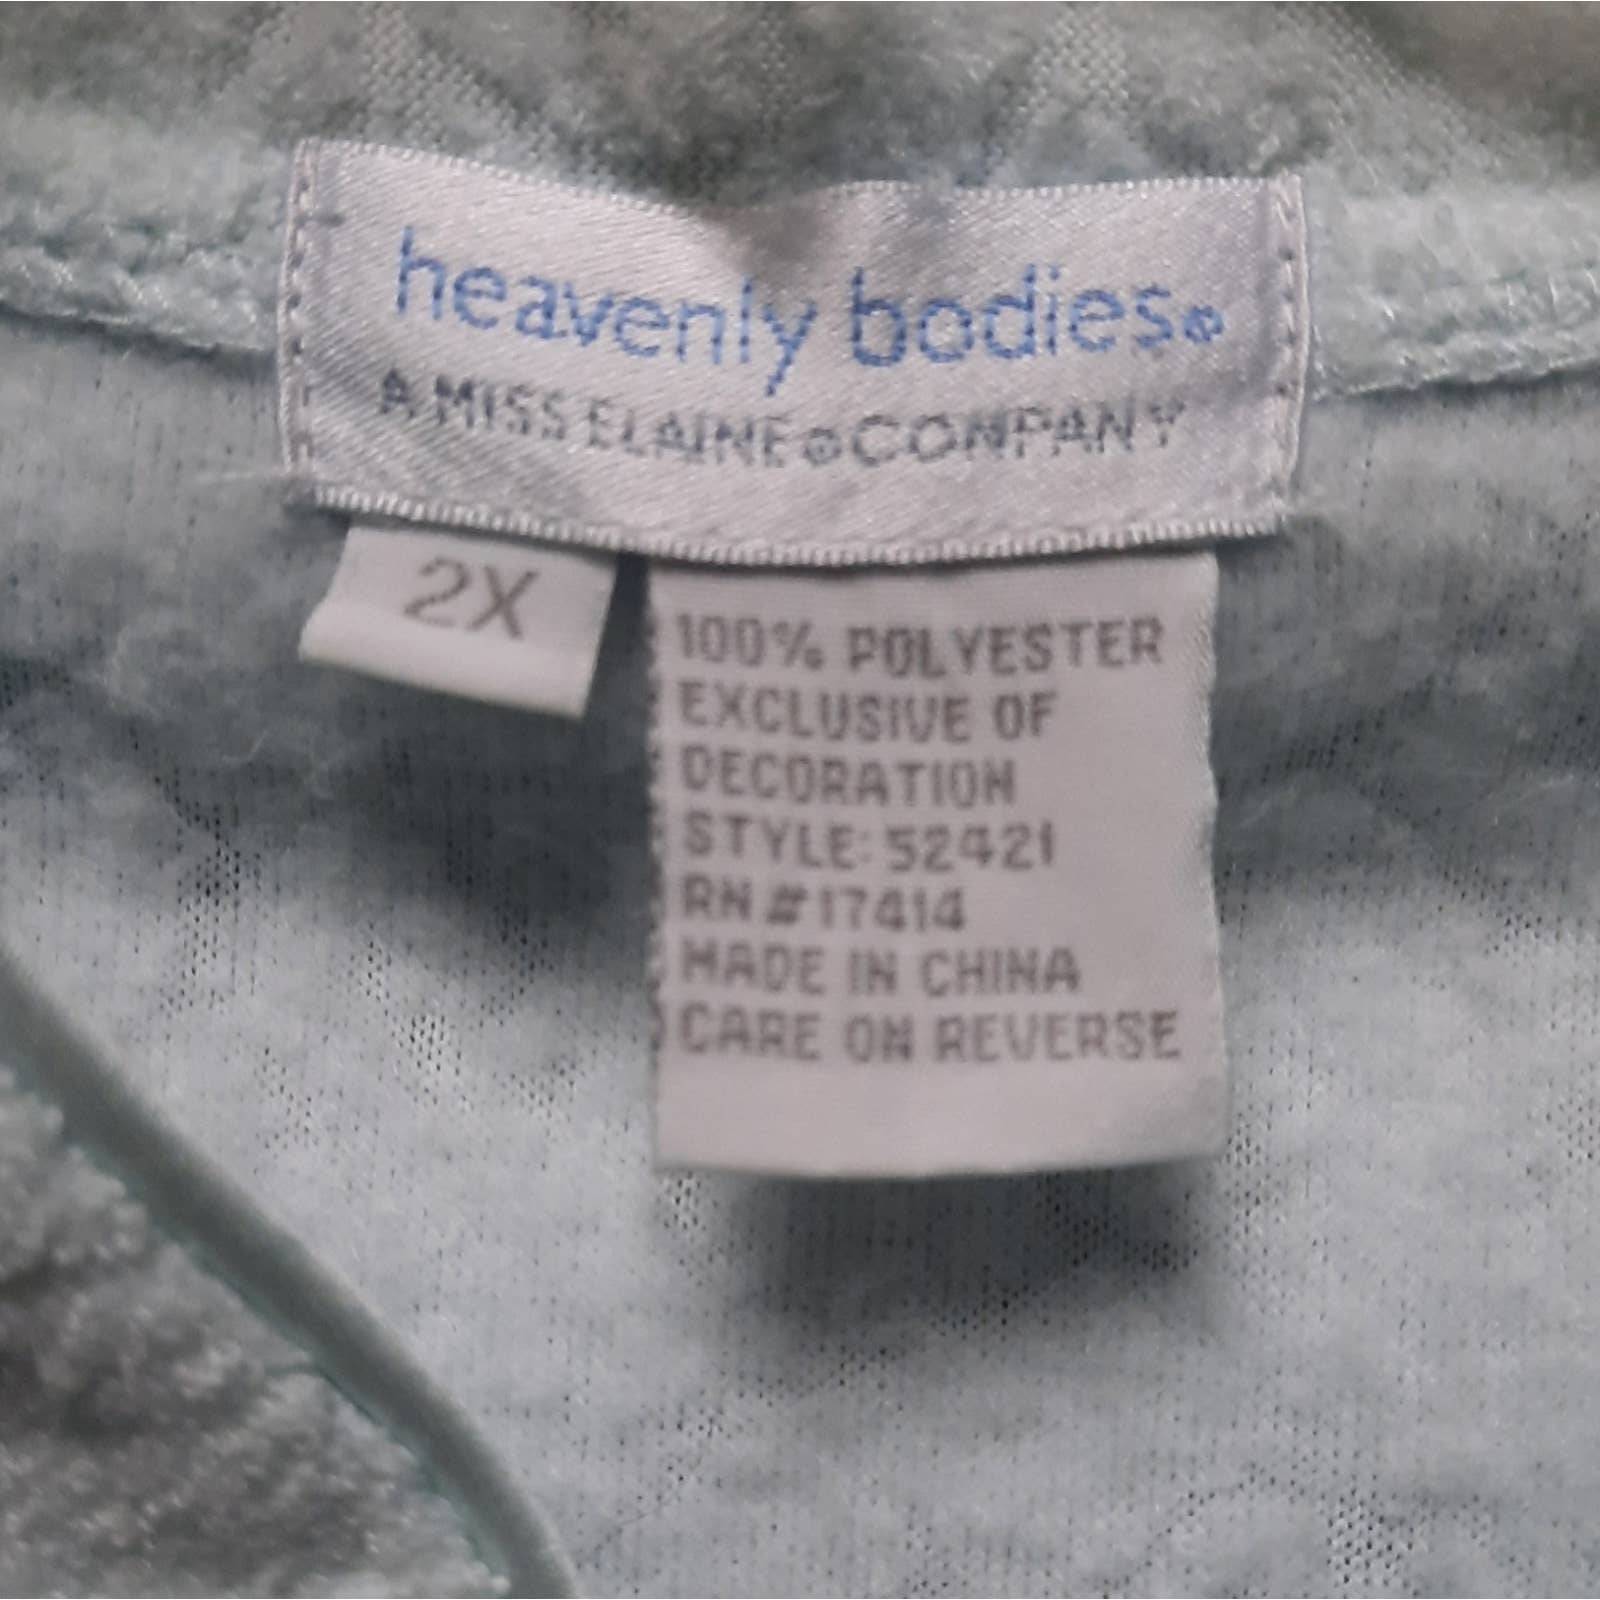 heavenly bodies®
A MISS ELAINE® COMPANY
2X
100% POLYESTER
EXCLUSIVE OF
DECORATION
STYLE: 52421
RN #17414
MADE IN CHINA
CARE ON REVERSE